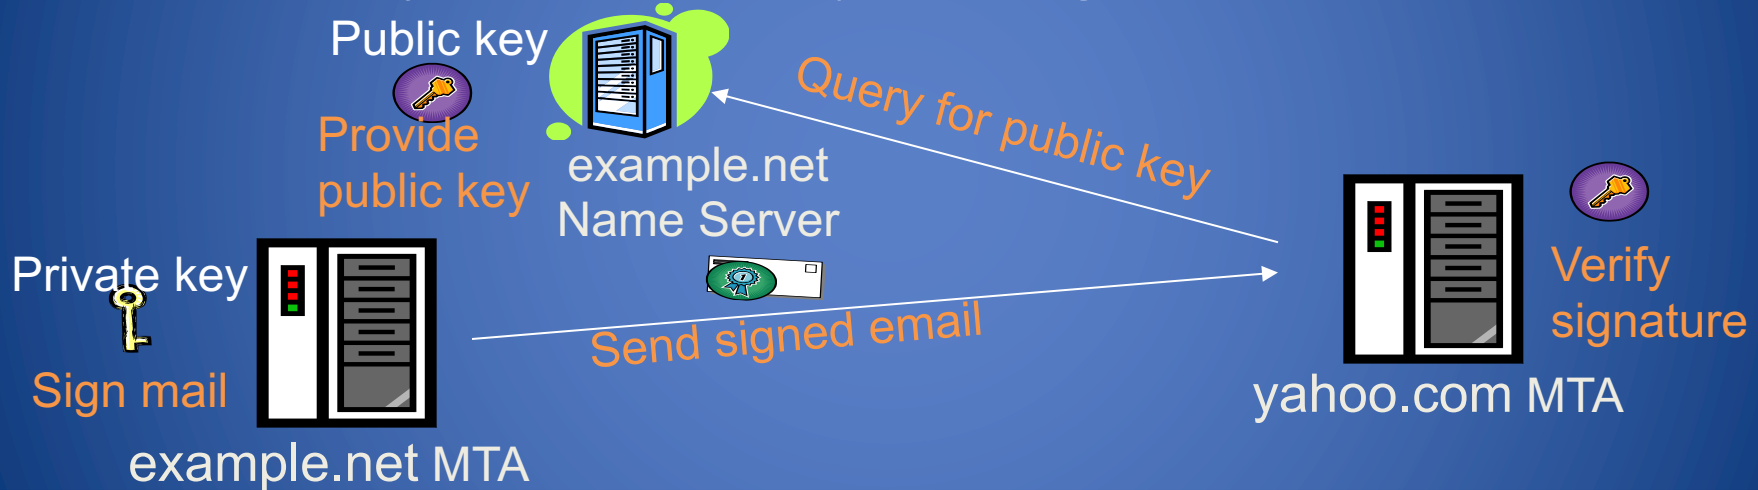 Public key
Provide
public key
example.net
Name Server
Query for public key
Private key
Sign mail
example.net MTA
Send signed email
Verify
signature
yahoo.com MTA